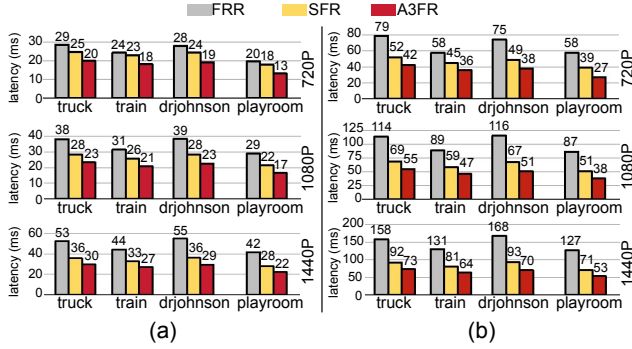 FRR SFR A3FR
latency (ms)
30
20
10
0
29 25 20 24 23 18 28 24 19 20 18 13
truck train drjohnson playroom
720P
latency (ms)
80
60
40
20
0
79 52 42 58 45 36 75 49 38 58 39 27
truck train drjohnson playroom
720P
latency (ms)
40
30
20
10
0
38 28 23 31 26 21 39 28 23 29 22 17
truck train drjohnson playroom
1080P
latency (ms)
125
100
75
50
25
0
114 69 55 89 59 47 116 67 51 87 51 38
truck train drjohnson playroom
1080P
latency (ms)
60
40
20
0
53 36 30 44 33 27 55 36 29 42 28 22
truck train drjohnson playroom
1440P
latency (ms)
200
150
100
50
0
158 92 73 131 81 64 168 93 70 127 71 53
truck train drjohnson playroom
1440P
(a) (b)